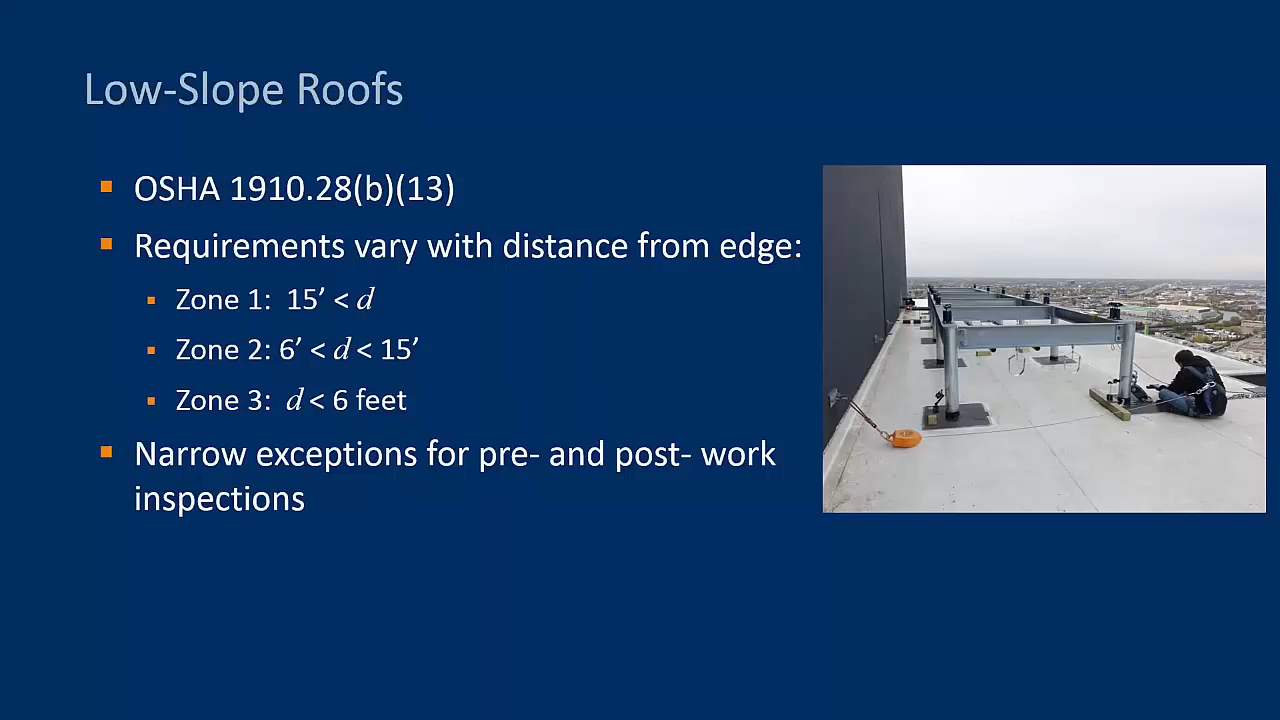 Low-Slope Roofs
OSHA 1910.28(b)(13)
Requirements vary with distance from edge:
Zone 1: 15’ < d
Zone 2: 6’ < d < 15’
Zone 3: d < 6 feet
Narrow exceptions for pre- and post- work
inspections